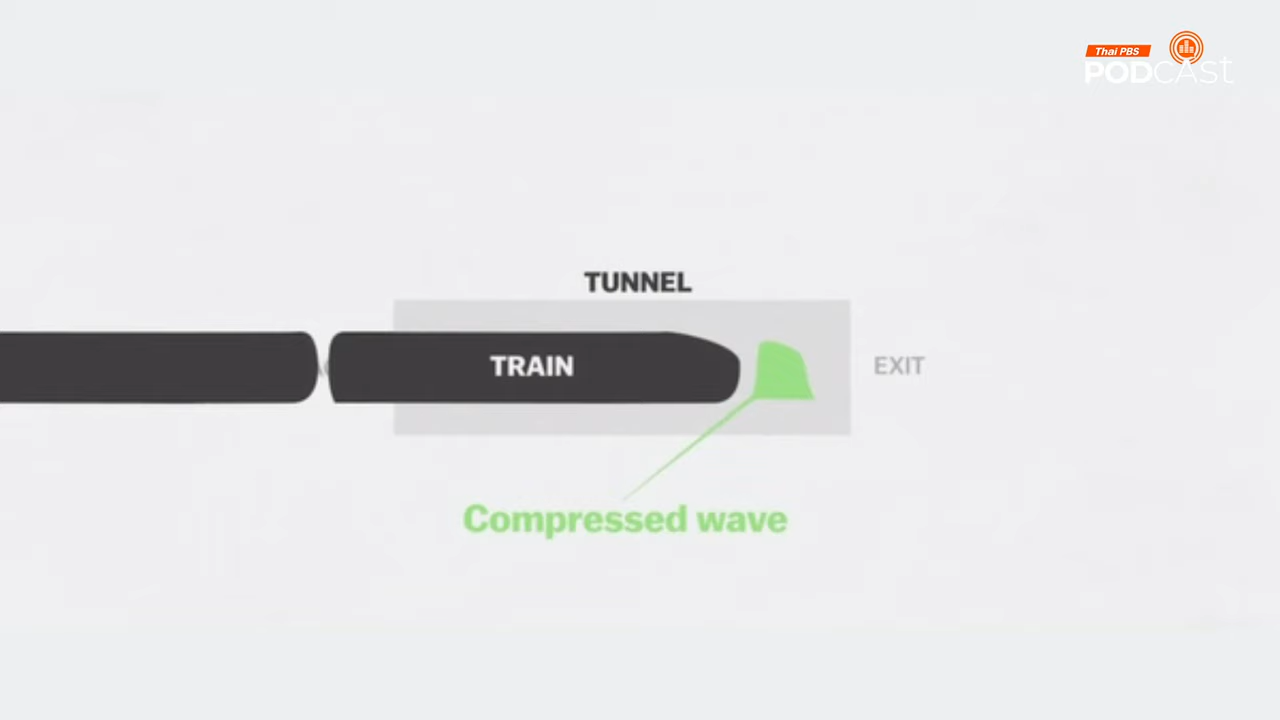 Thai PBS
PODCAST
TUNNEL
TRAIN
EXIT
Compressed wave